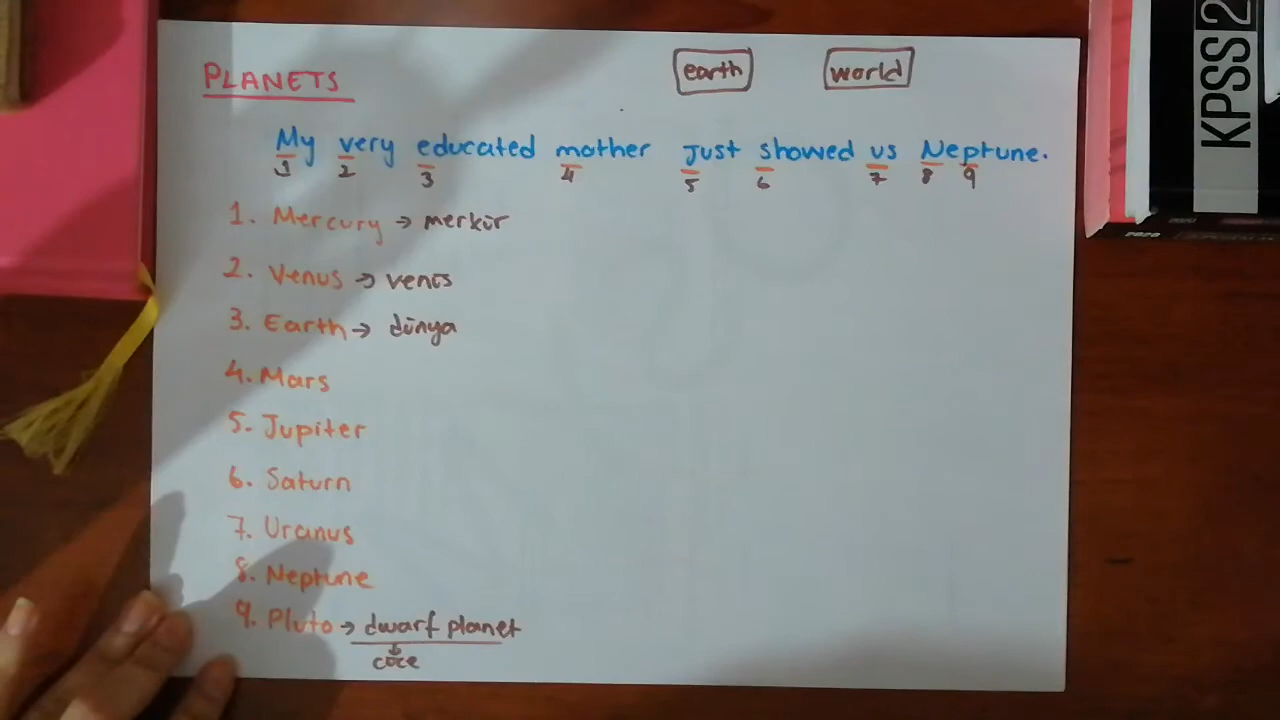 PLANETS
earth
world
My very educated mother just showed us Neptune.
1 2 3 4 5 6 7 8 9
1. Mercury → merkür
2. Venus → venüs
3. Earth → dünya
4. Mars
5. Jupiter
6. Saturn
7. Uranus
8. Neptune
9. Pluto → dwarf planet
cüce
KPSS 2
2020